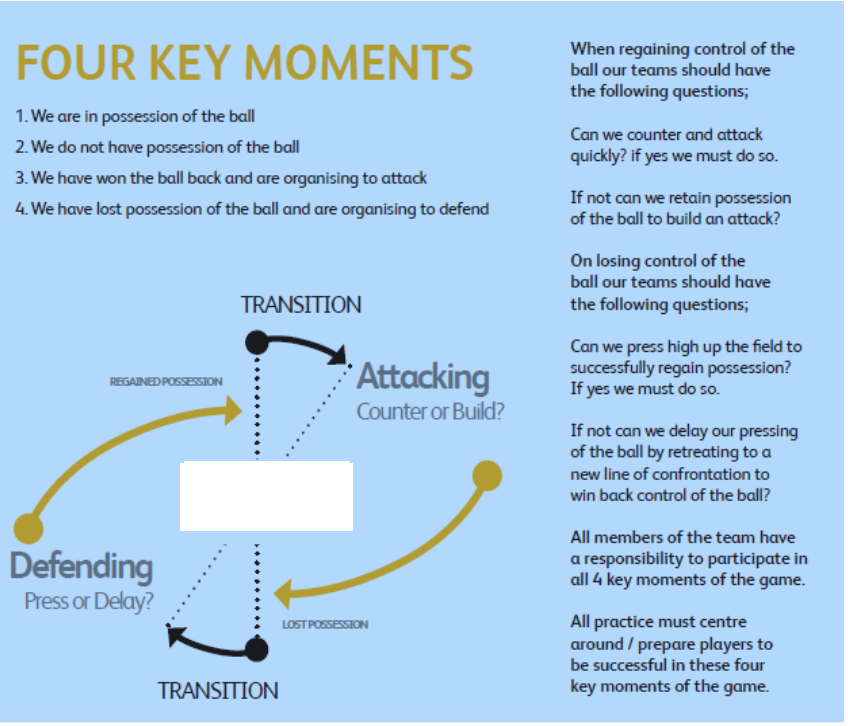 FOUR KEY MOMENTS
1. We are in possession of the ball
2. We do not have possession of the ball
3. We have won the ball back and are organising to attack
4. We have lost possession of the ball and are organising to defend
TRANSITION
REGAINED POSSESSION
Attacking
Counter or Build?
Defending
Press or Delay?
LOST POSSESSION
TRANSITION
When regaining control of the
ball our teams should have
the following questions;
Can we counter and attack
quickly? if yes we must do so.
If not can we retain possession
of the ball to build an attack?
On losing control of the
ball our teams should have
the following questions;
Can we press high up the field to
successfully regain possession?
If yes we must do so.
If not can we delay our pressing
of the ball by retreating to a
new line of confrontation to
win back control of the ball?
All members of the team have
a responsibility to participate in
all 4 key moments of the game.
All practice must centre
around / prepare players to
be successful in these four
key moments of the game.